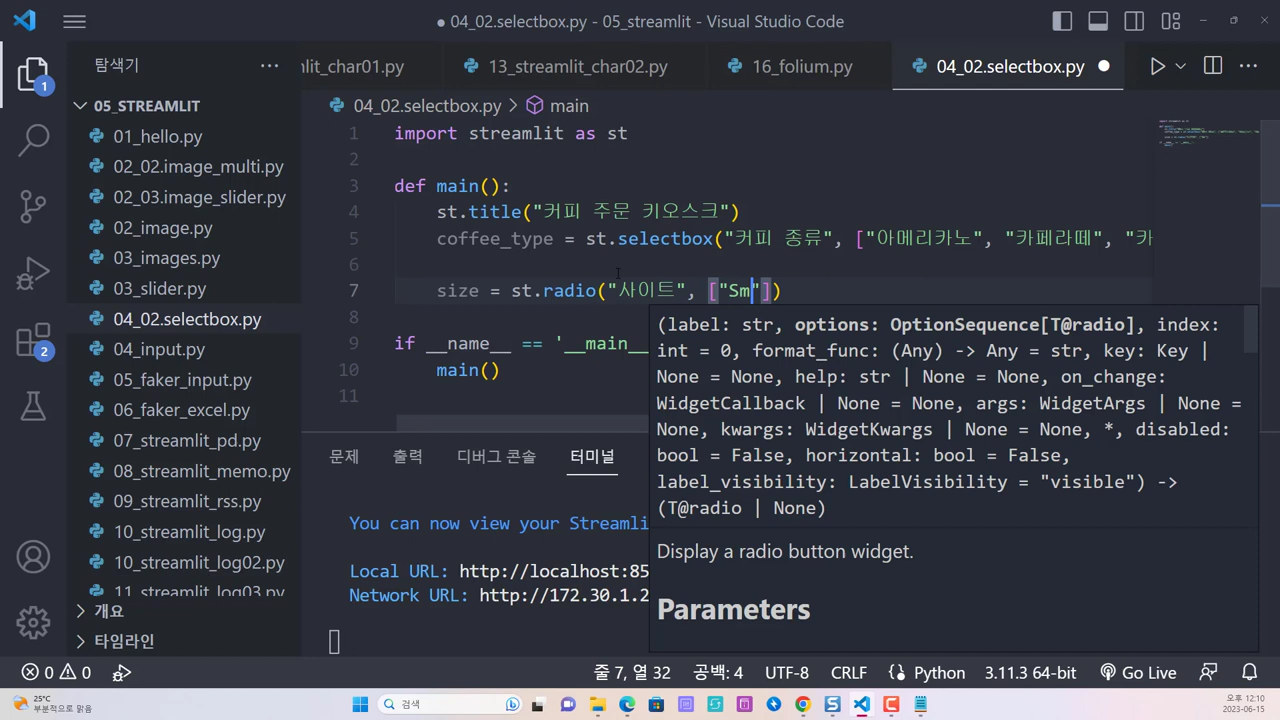 04_02.selectbox.py - 05_streamlit - Visual Studio Code
탐색기
lit_char01.py
13_streamlit_char02.py
16_folium.py
04_02.selectbox.py
05_STREAMLIT
01_hello.py
02_02.image_multi.py
02_03.image_slider.py
02_image.py
03_images.py
03_slider.py
04_02.selectbox.py
04_input.py
05_faker_input.py
06_faker_excel.py
07_streamlit_pd.py
08_streamlit_memo.py
09_streamlit_rss.py
10_streamlit_log.py
10_streamlit_log02.py
11_streamlit_log03.py
개요
타임라인
1
2
04_02.selectbox.py > main
1 import streamlit as st
2
3 def main():
4 st.title("커피 주문 키오스크")
5 coffee_type = st.selectbox("커피 종류", ["아메리카노", "카페라떼", "카
6
7 size = st.radio("사이트", ["Sm"])
8
9 if __name__ == '__main__
10 main()
11
(label: str, options: OptionSequence[T@radio], index:
int = 0, format_func: (Any) -> Any = str, key: Key |
None = None, help: str | None = None, on_change:
WidgetCallback | None = None, args: WidgetArgs | None =
None, kwargs: WidgetKwargs | None = None, *, disabled:
bool = False, horizontal: bool = False,
label_visibility: LabelVisibility = "visible") ->
(T@radio | None)
Display a radio button widget.
Parameters
문제 출력 디버그 콘솔 터미널
You can now view your Streamli
Local URL: http://localhost:85
Network URL: http://172.30.1.2
0 0 줄 7, 열 32 공백: 4 UTF-8 CRLF Python 3.11.3 64-bit Go Live
25°C
부분적으로 맑음
검색
오후 12:10
2023-06-15